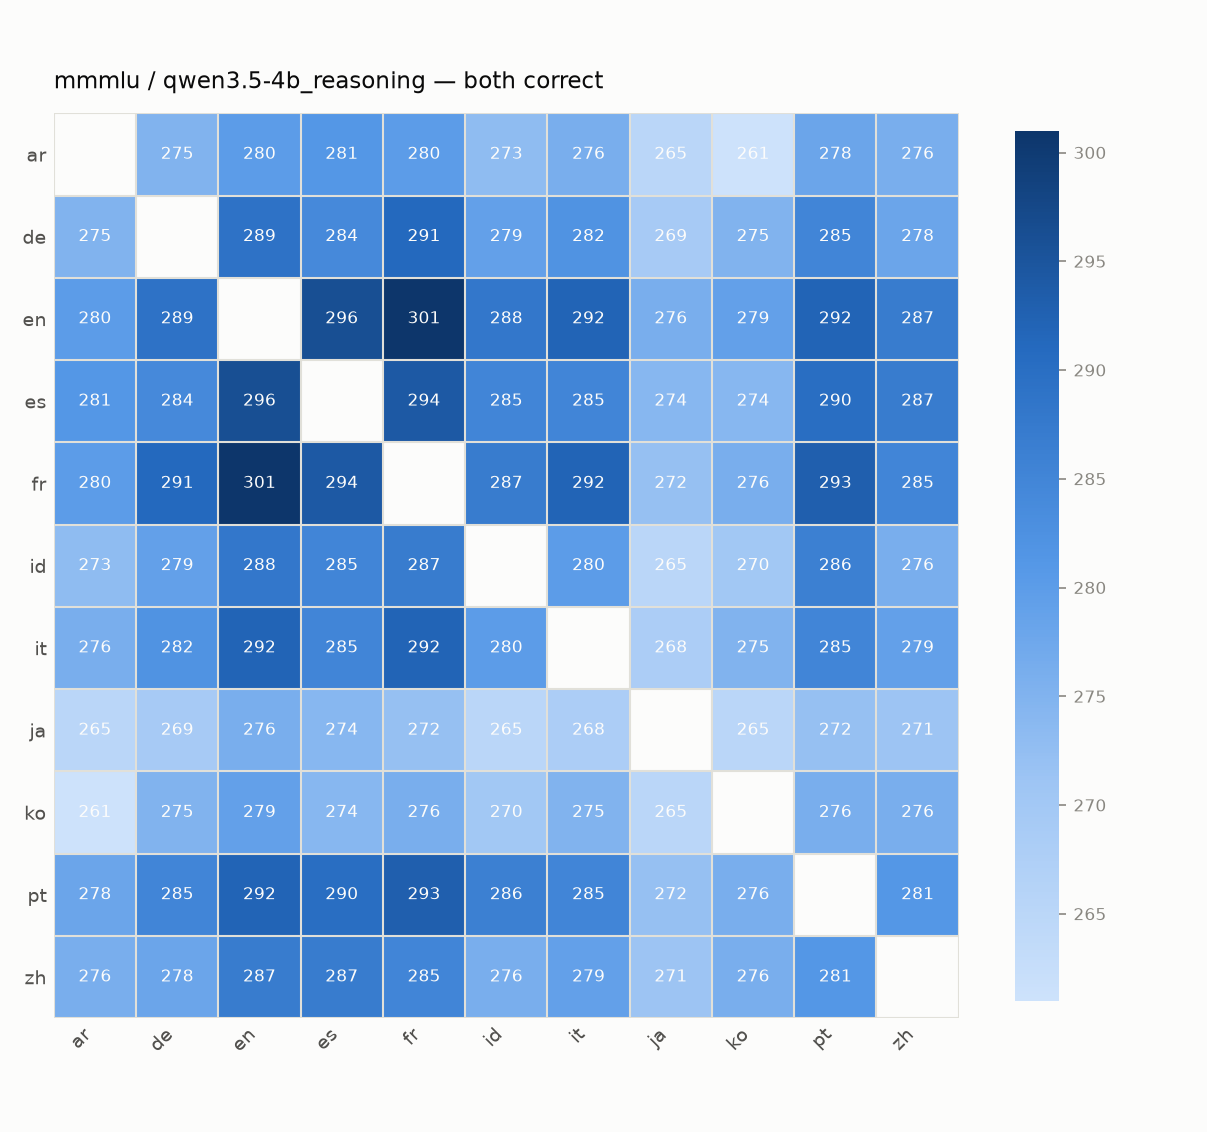 mmmlu / qwen3.5-4b_reasoning — both correct
ar 275 280 281 280 273 276 265 261 278 276
de 275 289 284 291 279 282 269 275 285 278
en 280 289 296 301 288 292 276 279 292 287
es 281 284 296 294 285 285 274 274 290 287
fr 280 291 301 294 287 292 272 276 293 285
id 273 279 288 285 287 280 265 270 286 276
it 276 282 292 285 292 280 268 275 285 279
ja 265 269 276 274 272 265 268 265 272 271
ko 261 275 279 274 276 270 275 265 276 276
pt 278 285 292 290 293 286 285 272 276 281
zh 276 278 287 287 285 276 279 271 276 281
ar de en es fr id it ja ko pt zh
300
295
290
285
280
275
270
265